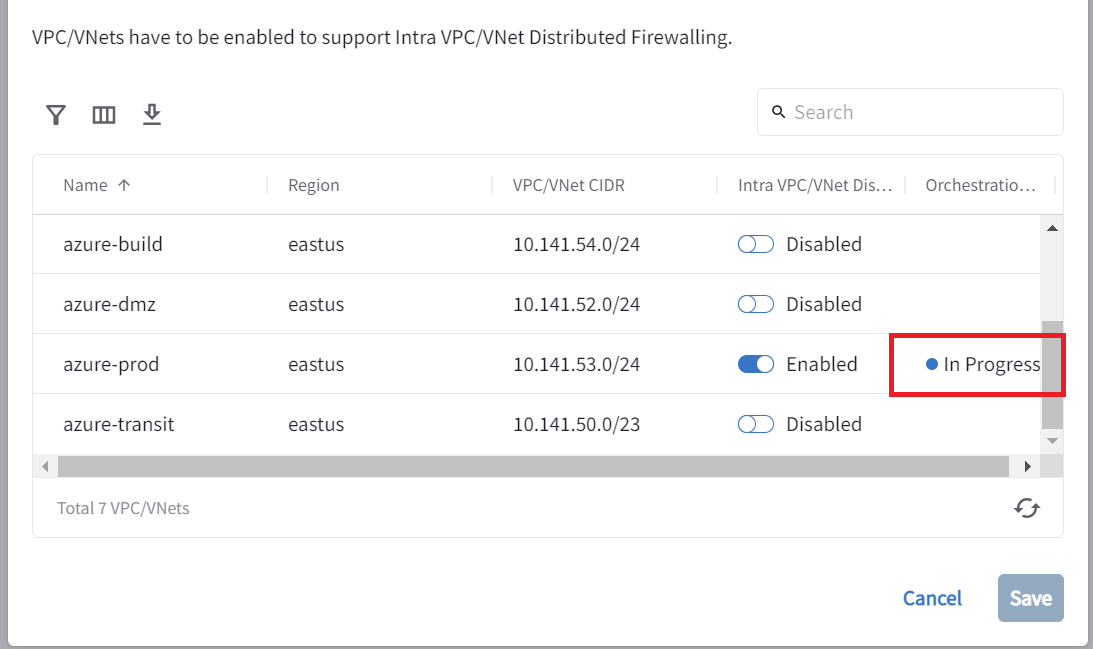 VPC/VNets have to be enabled to support Intra VPC/VNet Distributed Firewalling.
Search
Name Region VPC/VNet CIDR Intra VPC/VNet Dis... Orchestratio...
azure-build eastus 10.141.54.0/24 Disabled
azure-dmz eastus 10.141.52.0/24 Disabled
azure-prod eastus 10.141.53.0/24 Enabled In Progress
azure-transit eastus 10.141.50.0/23 Disabled
Total 7 VPC/VNets
Cancel Save